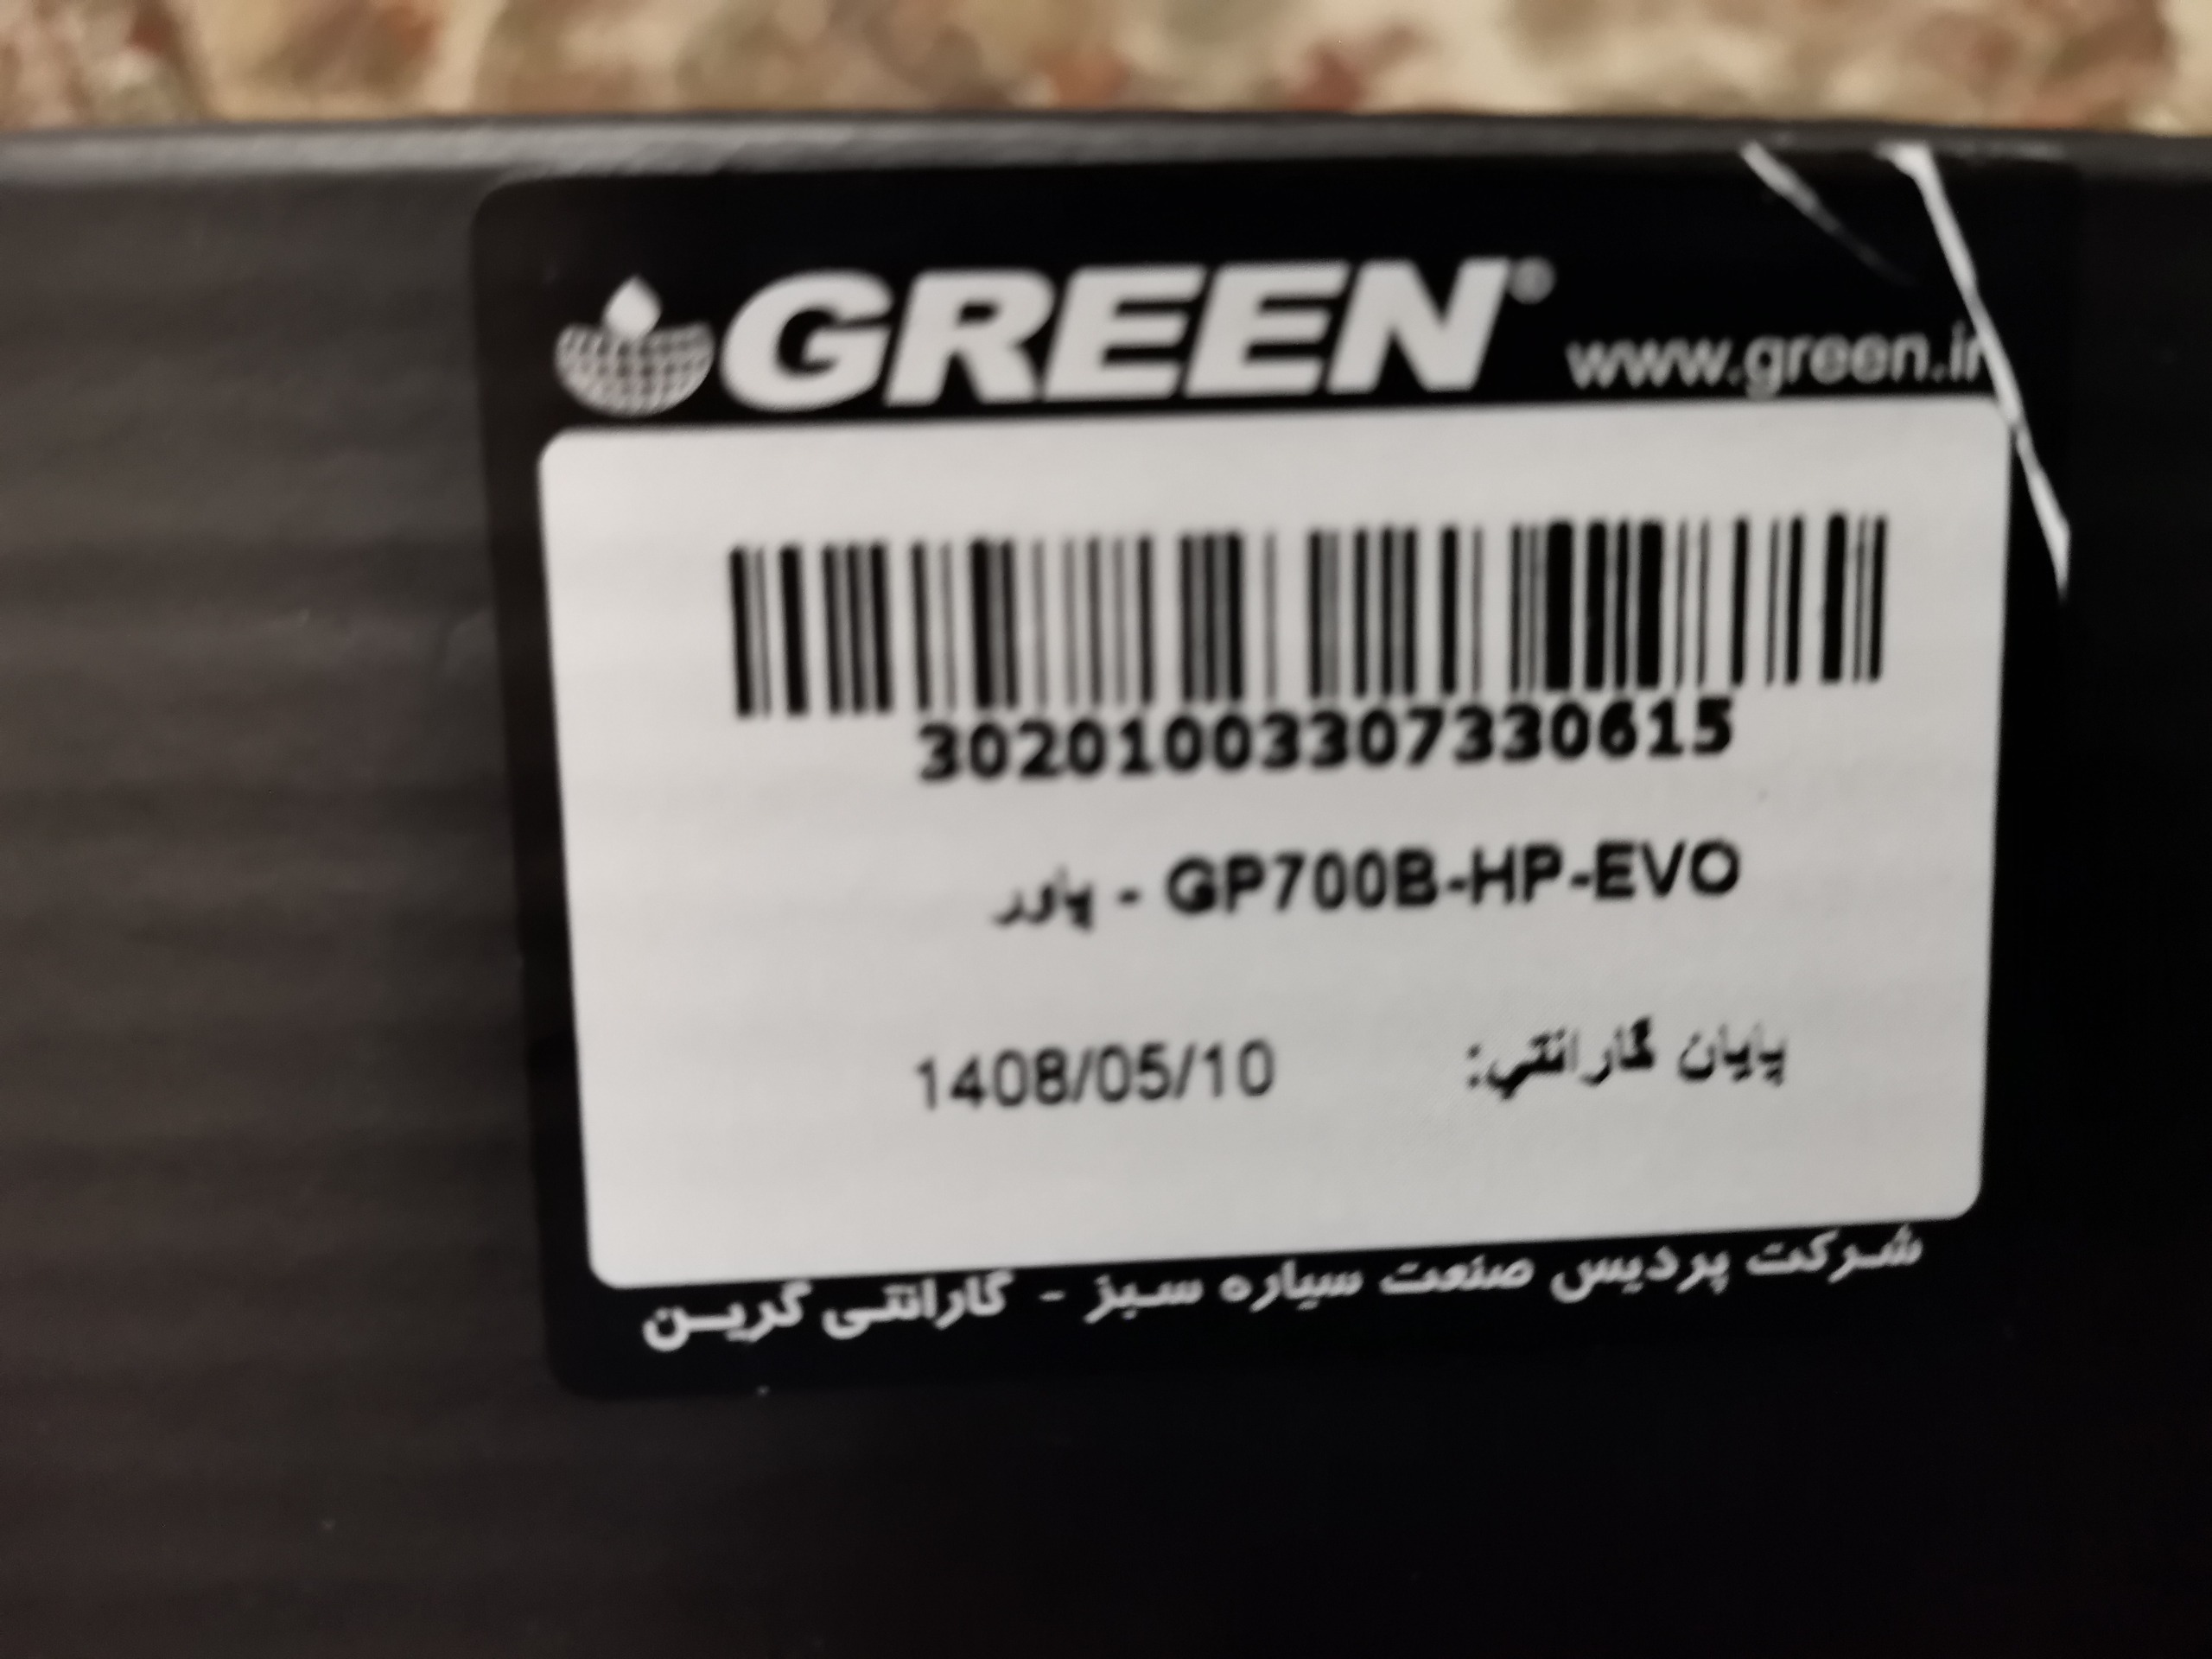 GREEN® www.green.ir
30201003307330615
پاور - GP700B-HP-EVO
پایان گارانتي: 1408/05/10
شرکت پردیس صنعت سیاره سبز - گارانتی گرین